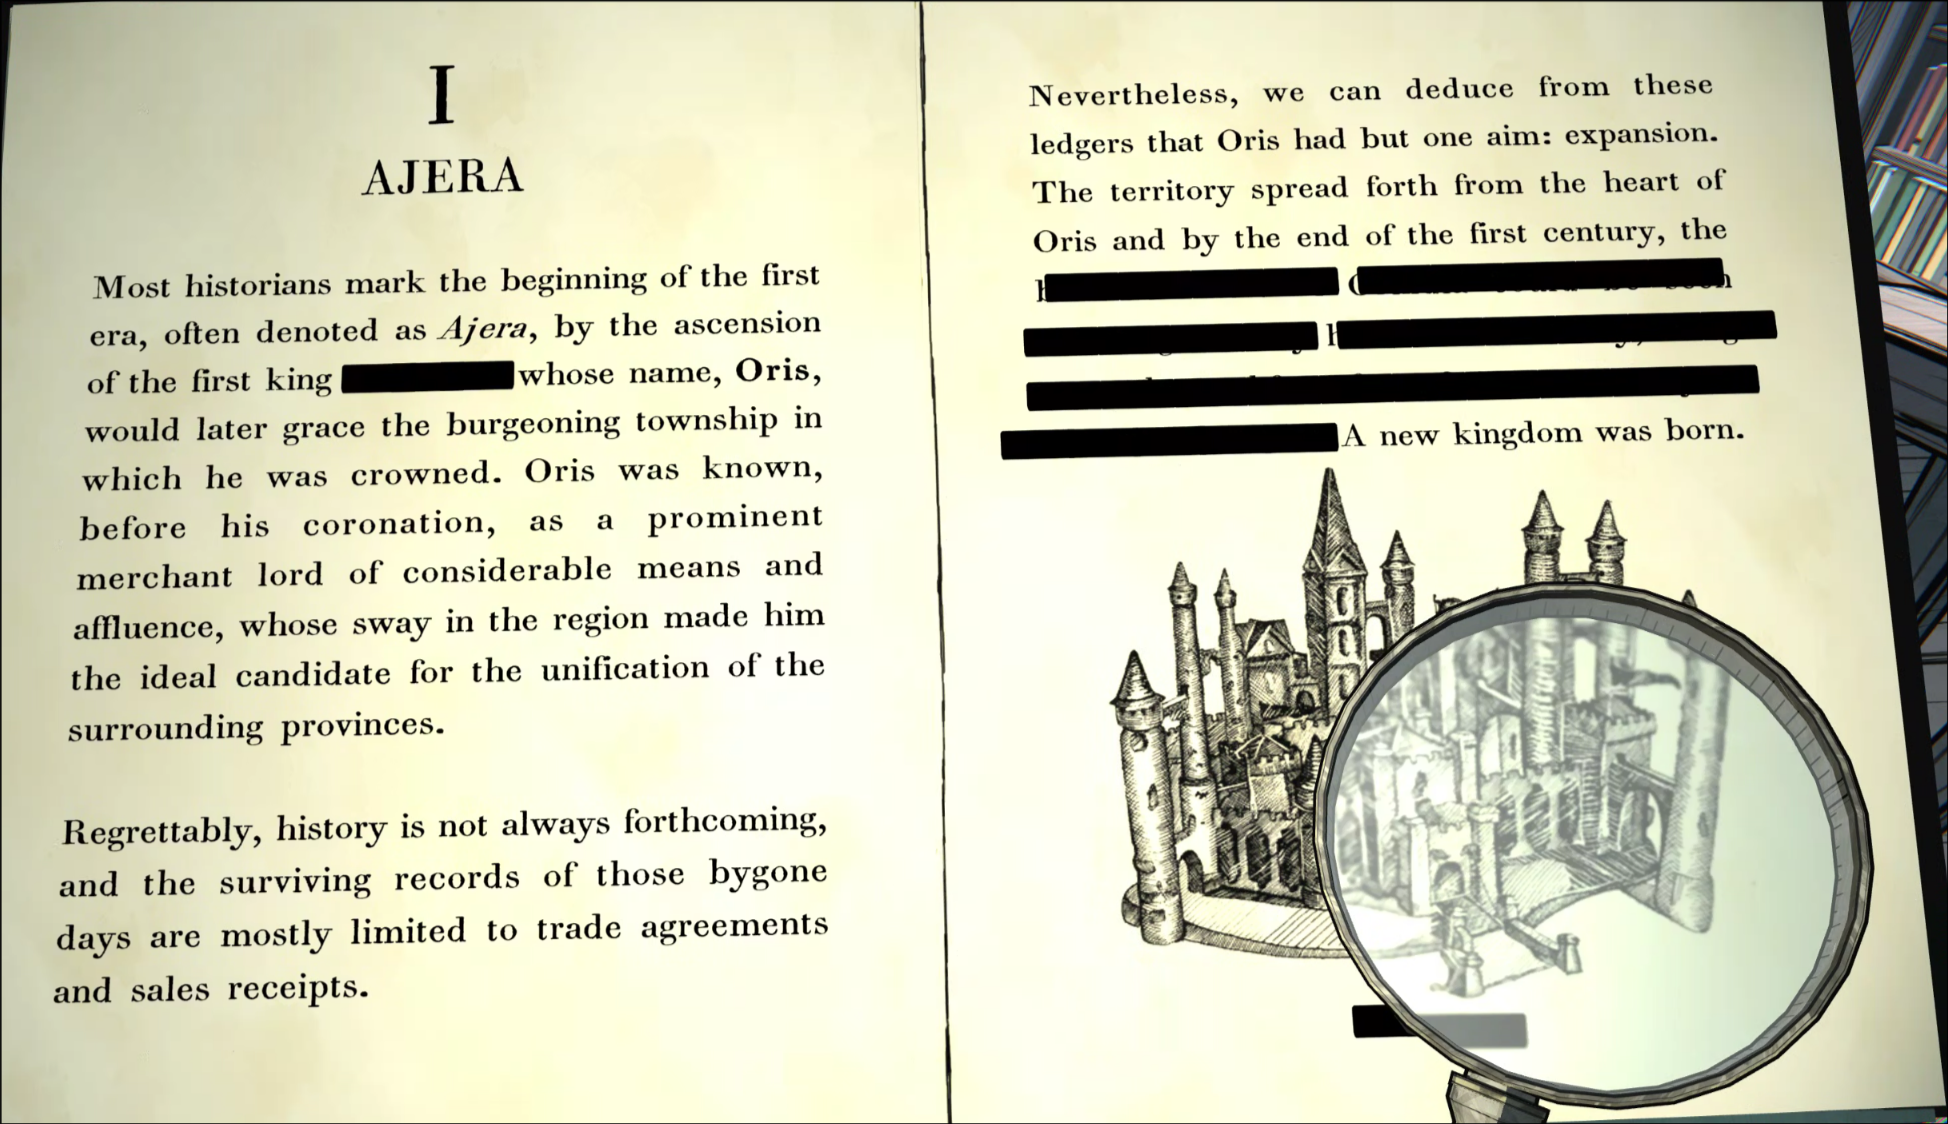 I
AJERA
Most historians mark the beginning of the first
era, often denoted as Ajera, by the ascension
of the first king whose name, Oris,
would later grace the burgeoning township in
which he was crowned. Oris was known,
before his coronation, as a prominent
merchant lord of considerable means and
affluence, whose sway in the region made him
the ideal candidate for the unification of the
surrounding provinces.
Regrettably, history is not always forthcoming,
and the surviving records of those bygone
days are mostly limited to trade agreements
and sales receipts.
Nevertheless, we can deduce from these
ledgers that Oris had but one aim: expansion.
The territory spread forth from the heart of
Oris and by the end of the first century, the
A new kingdom was born.